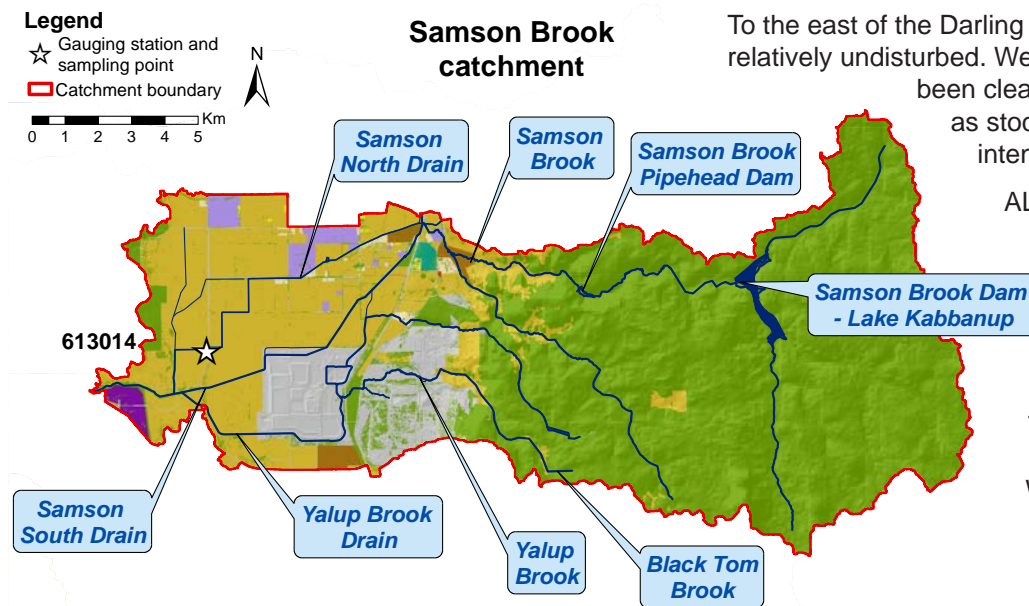 Legend
Gauging station and
sampling point
Catchment boundary
Km
0 1 2 3 4 5
N
Samson Brook
catchment
To the east of the Darling
relatively undisturbed. We
been clea
as stoc
inten
AL
Samson
North Drain
Samson
Brook
Samson Brook
Pipehead Dam
Samson Brook Dam
- Lake Kabbanup
613014
Samson
South Drain
Yalup Brook
Drain
Yalup
Brook
Black Tom
Brook